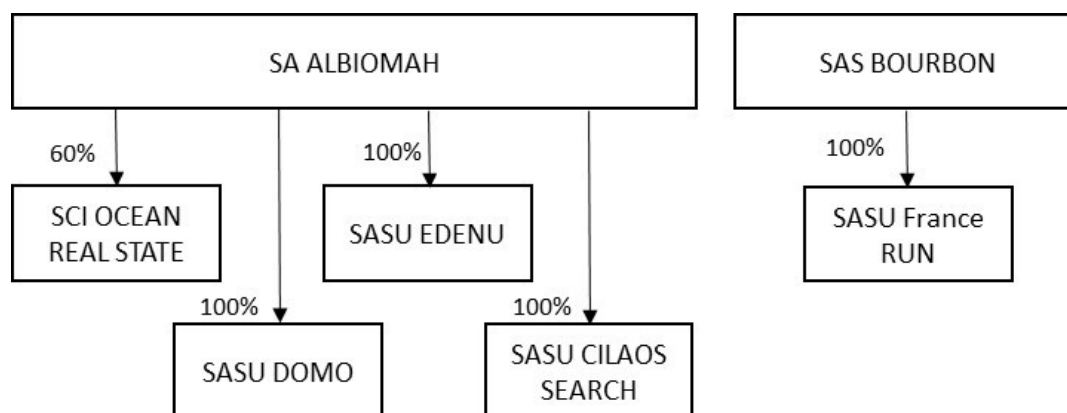 SA ALBIOMAH
SAS BOURBON
60%
100%
100%
SCI OCEAN
REAL STATE
SASU EDENU
SASU France
RUN
100%
100%
SASU DOMO
SASU CILAOS
SEARCH